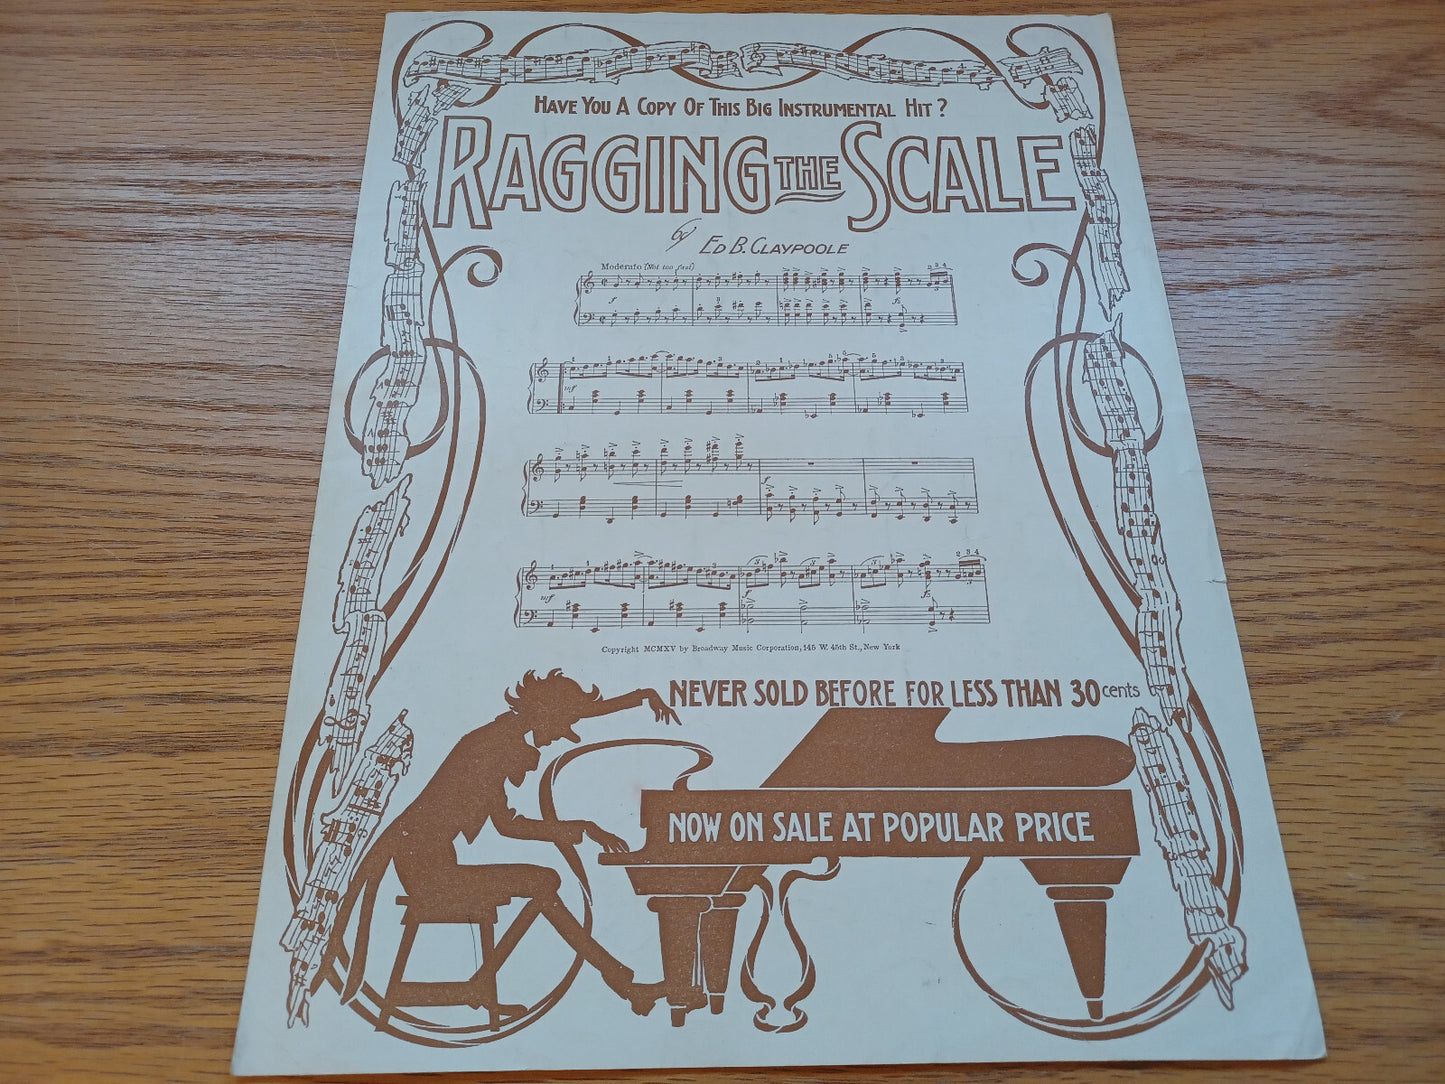 HAVE YOU A COPY OF THIS BIG INSTRUMENTAL HIT?
RAGGING THE SCALE
by ED B. CLAYPOOLE
Moderato (Not too fast)
Copyright MCMXV by Broadway Music Corporation, 145 W. 45th St., New York
NEVER SOLD BEFORE FOR LESS THAN 30 cents
NOW ON SALE AT POPULAR PRICE